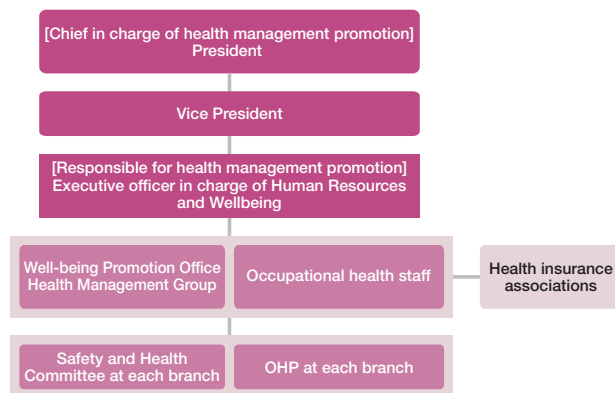 [Chief in charge of health management promotion]
President
Vice President
[Responsible for health management promotion]
Executive officer in charge of Human Resources
and Wellbeing
Well-being Promotion Office
Health Management Group
Occupational health staff
Health insurance
associations
Safety and Health
Committee at each branch
OHP at each branch